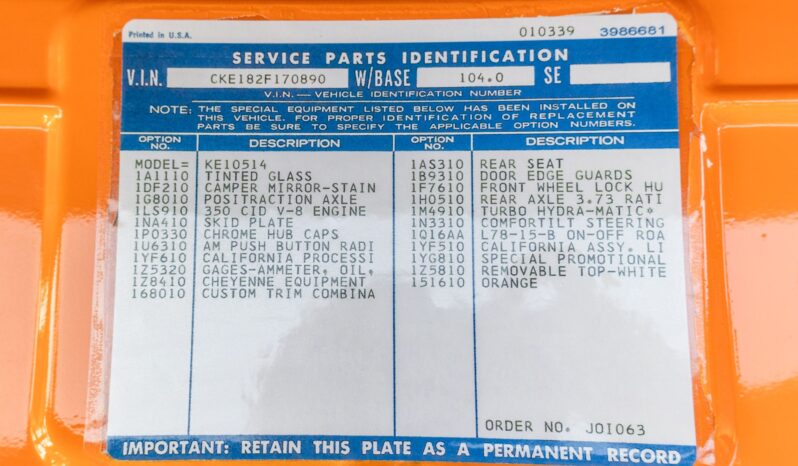 Printed in U.S.A. 010339 3986681
SERVICE PARTS IDENTIFICATION
V.I.N. CKE182F170890 W/BASE 104.0 SE
V.I.N. — VEHICLE IDENTIFICATION NUMBER
NOTE: THE SPECIAL EQUIPMENT LISTED BELOW HAS BEEN INSTALLED ON
THIS VEHICLE. FOR PROPER IDENTIFICATION OF REPLACEMENT
PARTS BE SURE TO SPECIFY THE APPLICABLE OPTION NUMBERS.
OPTION NO. DESCRIPTION OPTION NO. DESCRIPTION
MODEL= KE10514 1AS310 REAR SEAT
1A1110 TINTED GLASS 1B9310 DOOR EDGE GUARDS
1DF210 CAMPER MIRROR-STAIN 1F7610 FRONT WHEEL LOCK HU
1G8010 POSITRACTION AXLE 1H0510 REAR AXLE 3.73 RATI
1LS910 350 CID V-8 ENGINE 1M4910 TURBO HYDRA-MATIC*
1NA410 SKID PLATE 1N3310 COMFORTILT STEERING
1P0330 CHROME HUB CAPS 1Q16AA L78-15-B ON-OFF ROA
1U6310 AM PUSH BUTTON RADI 1YF510 CALIFORNIA ASSY. LI
1YF610 CALIFORNIA PROCESSI 1YG810 SPECIAL PROMOTIONAL
1Z5320 GAGES-AMMETER, OIL, 1Z5810 REMOVABLE TOP-WHITE
1Z8410 CHEYENNE EQUIPMENT 151610 ORANGE
168010 CUSTOM TRIM COMBINA
ORDER NO. JOI063
IMPORTANT: RETAIN THIS PLATE AS A PERMANENT RECORD